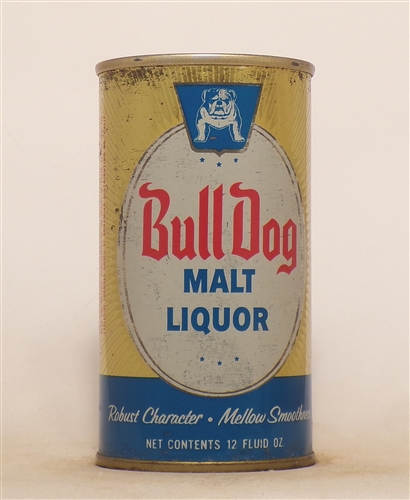 Bull Dog
MALT
LIQUOR
Robust Character • Mellow Smoothness
NET CONTENTS 12 FLUID OZ.